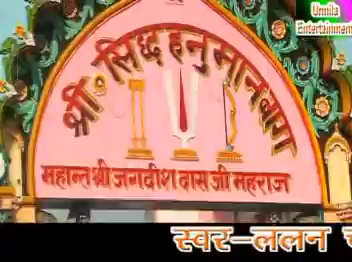 Urmila
Entertainment
श्री सिद्ध हनुमान बाग
महान्त श्री जगदीश दास जी महराज
स्वर-ललन